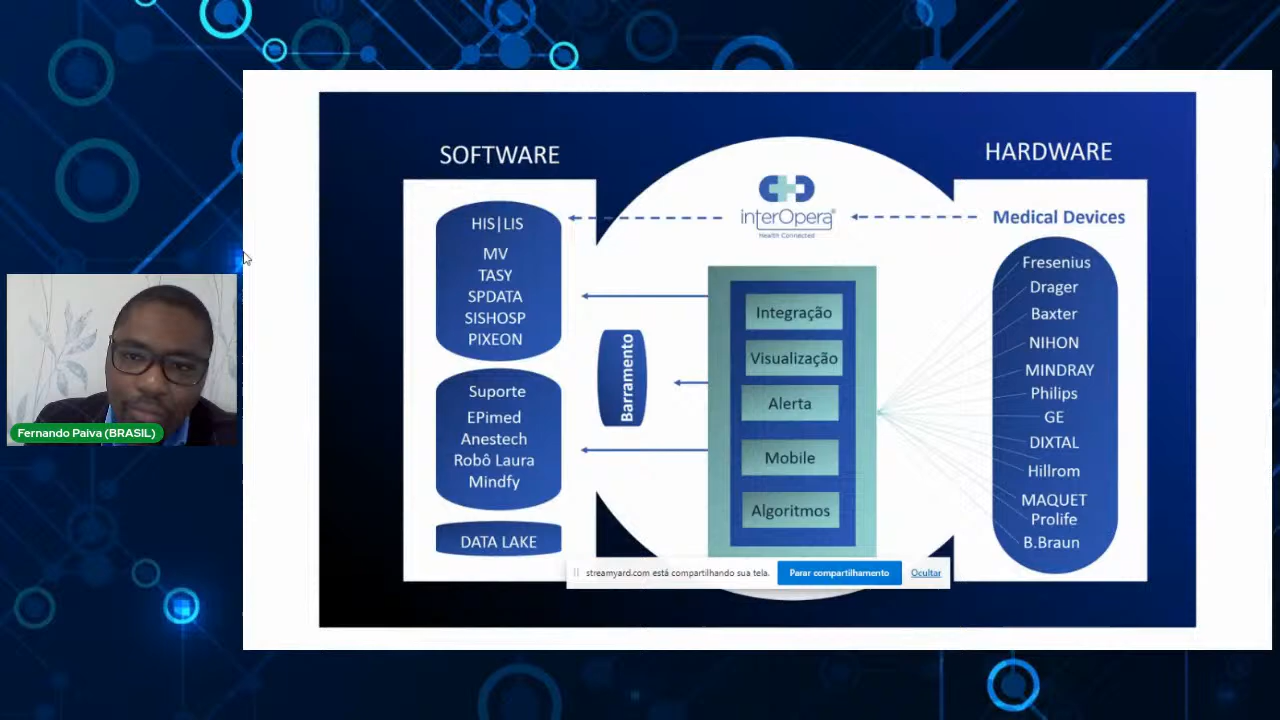 SOFTWARE
HIS|LIS
MV
TASY
SPDATA
SISHOSP
PIXEON
Suporte
EPimed
Anestech
Robô Laura
Mindfy
DATA LAKE
Barramento
interOpera®
Health Connected
Integração
Visualização
Alerta
Mobile
Algoritmos
HARDWARE
Medical Devices
Fresenius
Drager
Baxter
NIHON
MINDRAY
Philips
GE
DIXTAL
Hillrom
MAQUET
Prolife
B.Braun
streamyard.com está compartilhando sua tela.
Parar compartilhamento
Ocultar
Fernando Paiva (BRASIL)